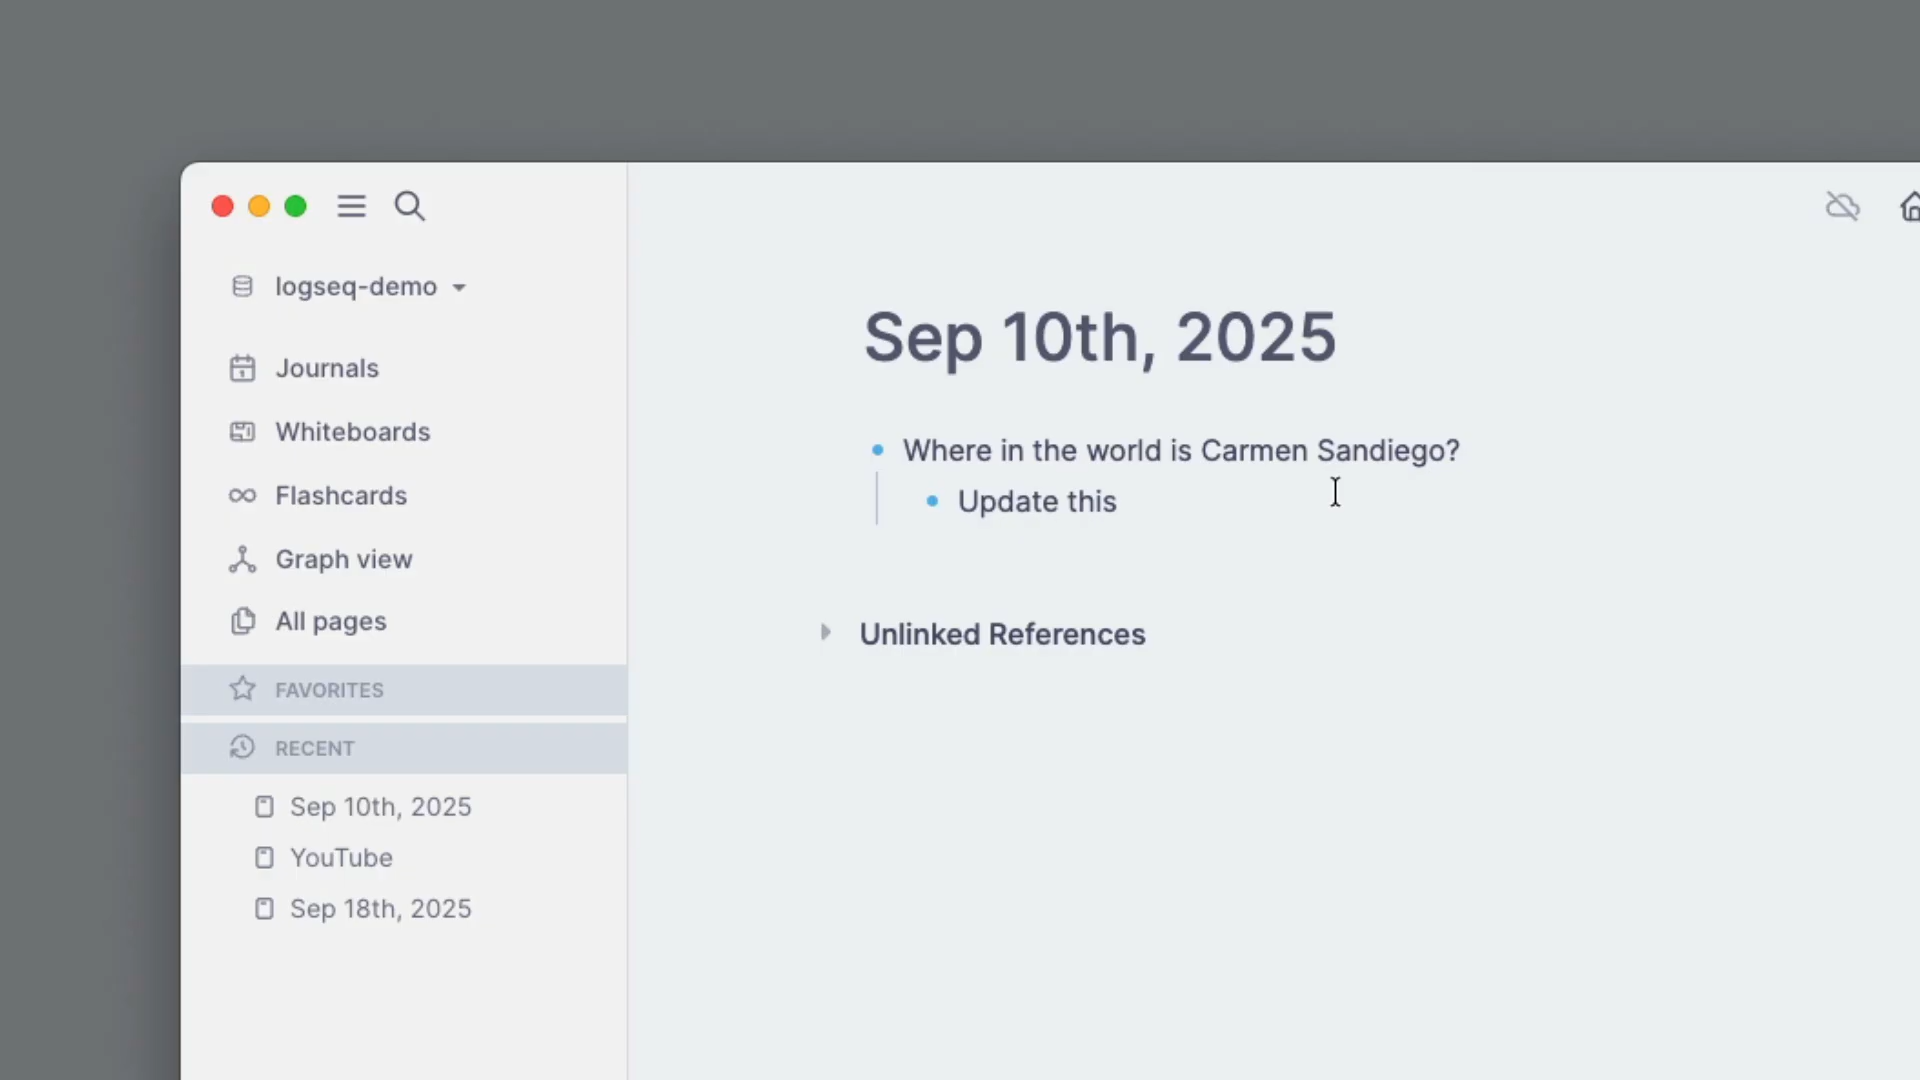 logseq-demo
Journals
Whiteboards
Flashcards
Graph view
All pages
FAVORITES
RECENT
Sep 10th, 2025
YouTube
Sep 18th, 2025
Sep 10th, 2025
Where in the world is Carmen Sandiego?
Update this
Unlinked References